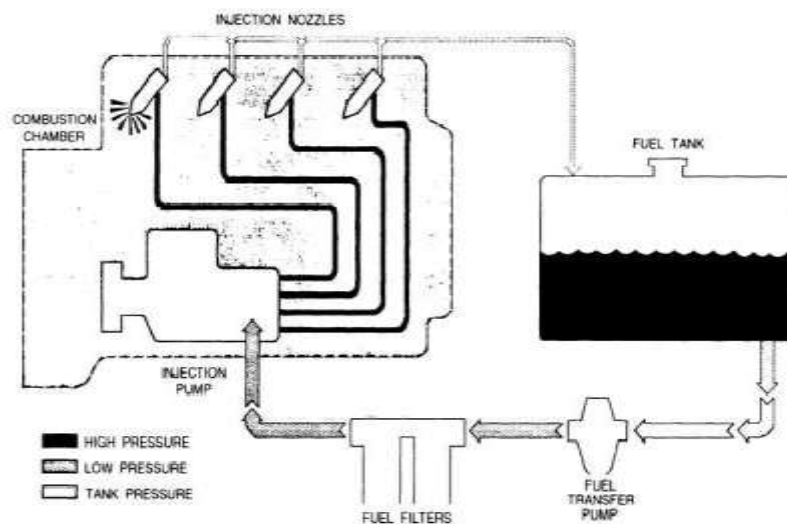 INJECTION NOZZLES
COMBUSTION
CHAMBER
FUEL TANK
INJECTION
PUMP
HIGH PRESSURE
LOW PRESSURE
TANK PRESSURE
FUEL FILTERS
FUEL
TRANSFER
PUMP